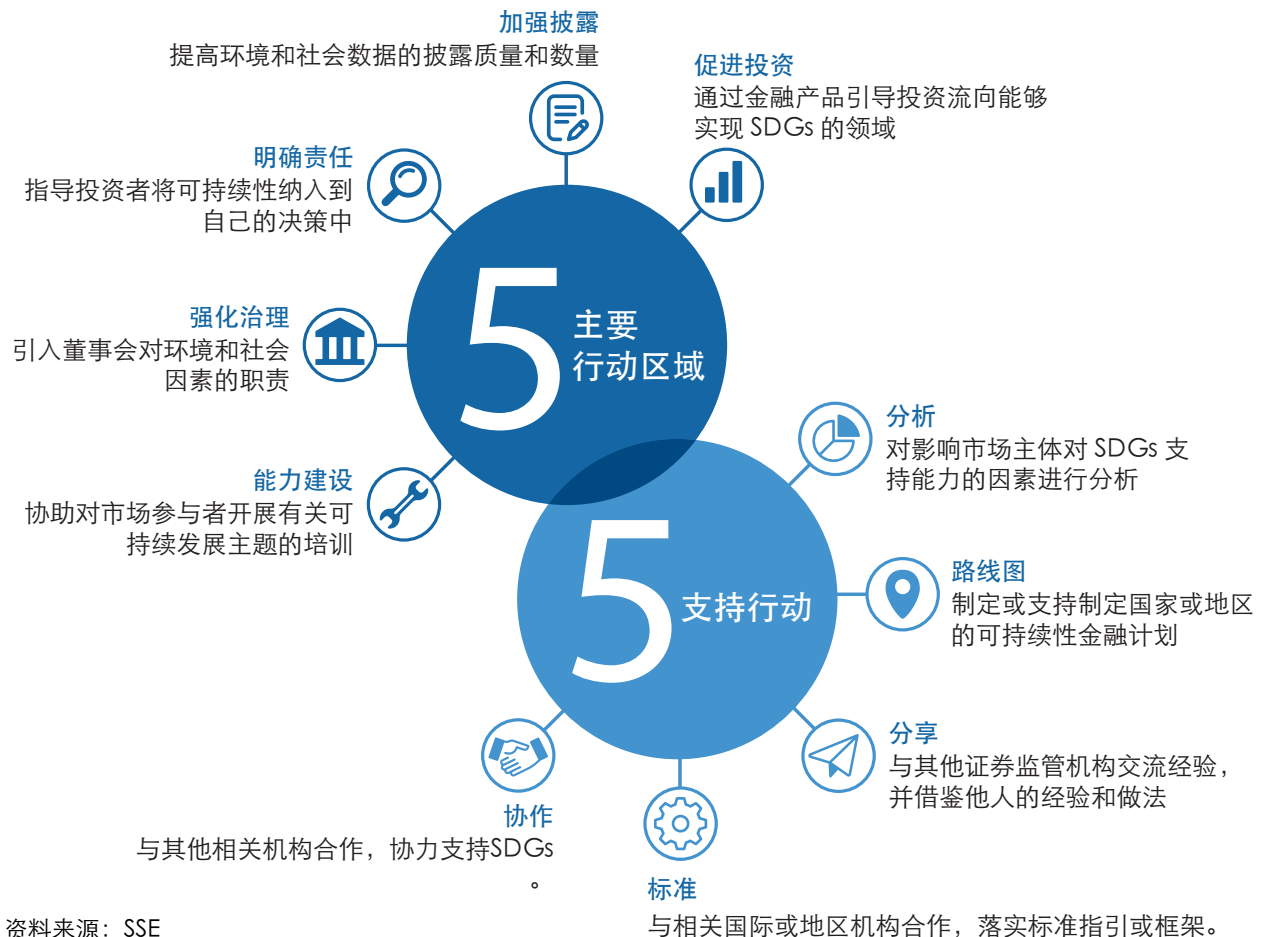 加强披露
提高环境和社会数据的披露质量和数量
促进投资
通过金融产品引导投资流向能够
实现 SDGs 的领域
明确责任
指导投资者将可持续性纳入到
自己的决策中
强化治理
引入董事会对环境和社会
因素的职责
能力建设
协助对市场参与者开展有关可
持续发展主题的培训
5
主要
行动区域
5
支持行动
分析
对影响市场主体对 SDGs 支
持能力的因素进行分析
路线图
制定或支持制定国家或地区
的可持续性金融计划
分享
与其他证券监管机构交流经验，
并借鉴他人的经验和做法
协作
与其他相关机构合作，协力支持SDGs
。
标准
与相关国际或地区机构合作，落实标准指引或框架。
资料来源：SSE